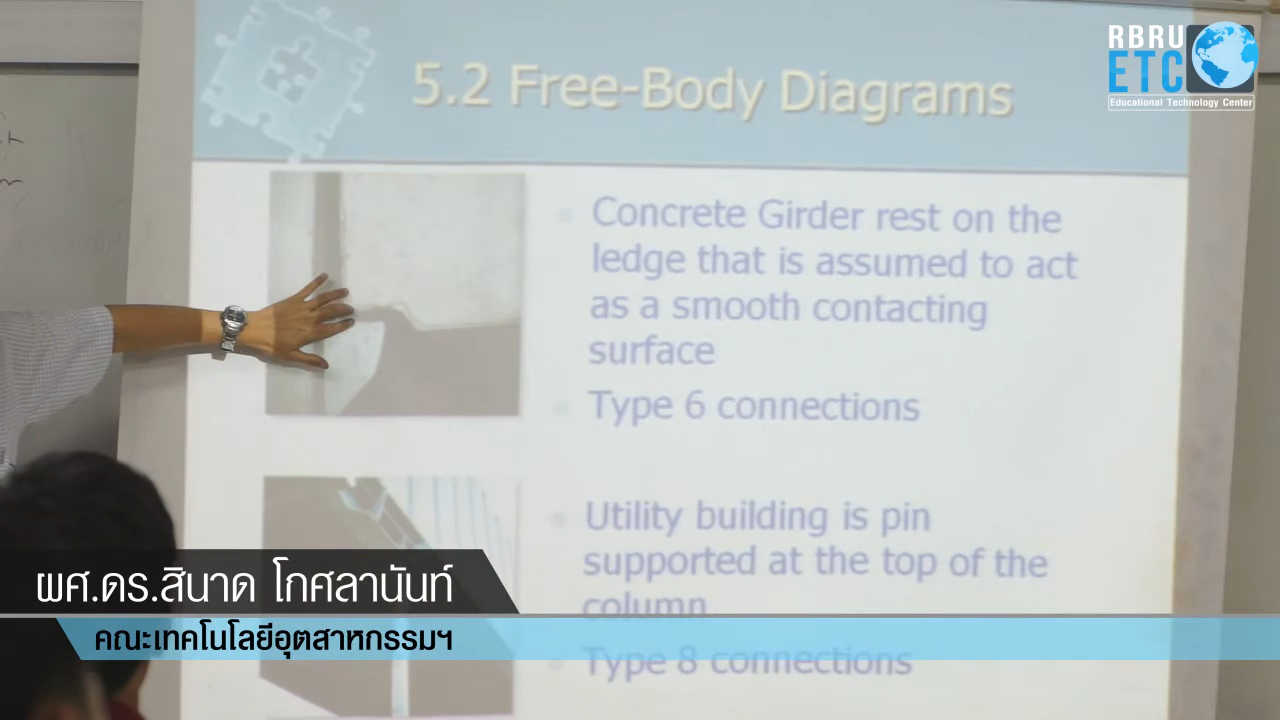 RBRU
ETC
Educational Technology Center
5.2 Free-Body Diagrams
Concrete Girder rest on the
ledge that is assumed to act
as a smooth contacting
surface
Type 6 connections
Utility building is pin
supported at the top of the
column
Type 8 connections
ผศ.ดร.สินาด โกศลานันท์
คณะเทคโนโลยีอุตสาหกรรมฯ